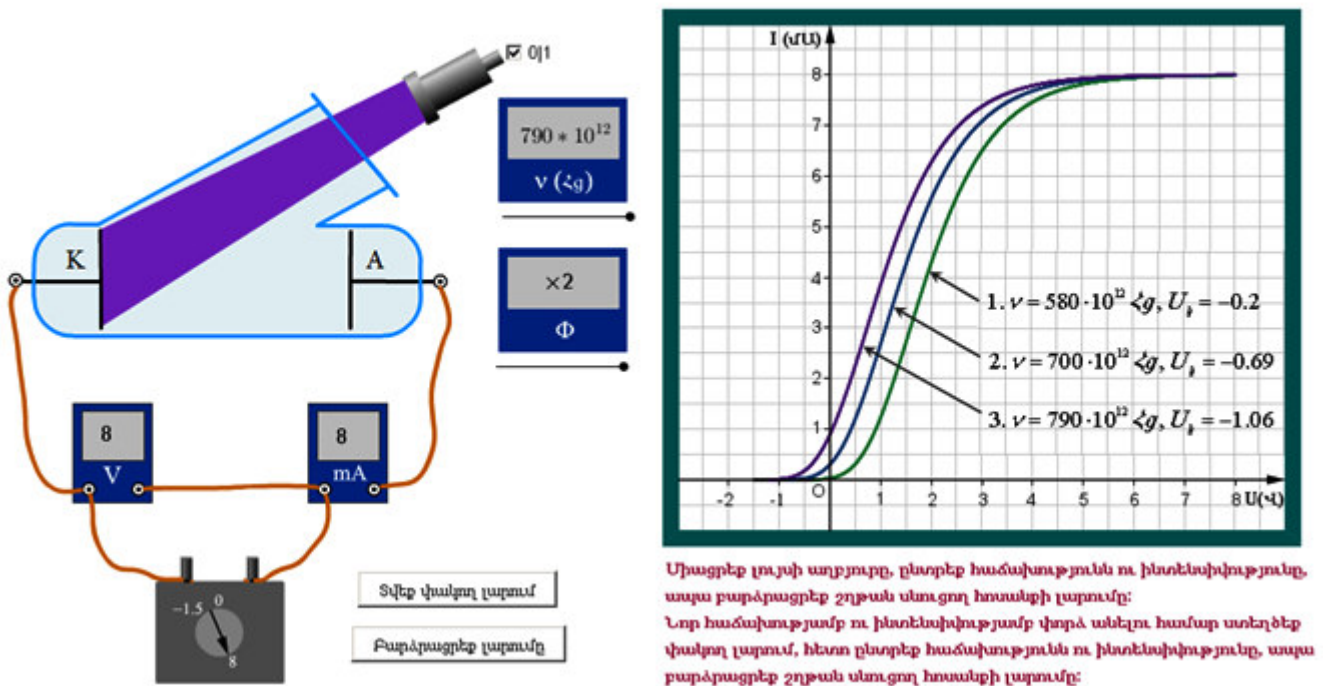 0|1
790 * 10¹²
ν (Հց)
×2
Φ
K
A
8
V
8
mA
−1.5
0
8
Տվեք փակող լարում
Բարձրացրեք լարումը
I (մԱ)
8
7
6
5
4
3
2
1
O
-2
-1
1
2
3
4
5
6
7
8
U(Վ)
1. ν = 580 ·10¹² Հց, Uփ = −0.2
2. ν = 700 ·10¹² Հց, Uփ = −0.69
3. ν = 790 ·10¹² Հց, Uփ = −1.06
Միացրեք լույսի աղբյուրը, ընտրեք հաճախությունն ու ինտենսիվությունը,
ապա բարձրացրեք շղթան սնուցող հոսանքի լարումը:
Նոր հաճախությամբ ու ինտենսիվությամբ փորձ անելու համար ստեղծեք
փակող լարում, հետո ընտրեք հաճախությունն ու ինտենսիվությունը, ապա
բարձրացրեք շղթան սնուցող հոսանքի լարումը: